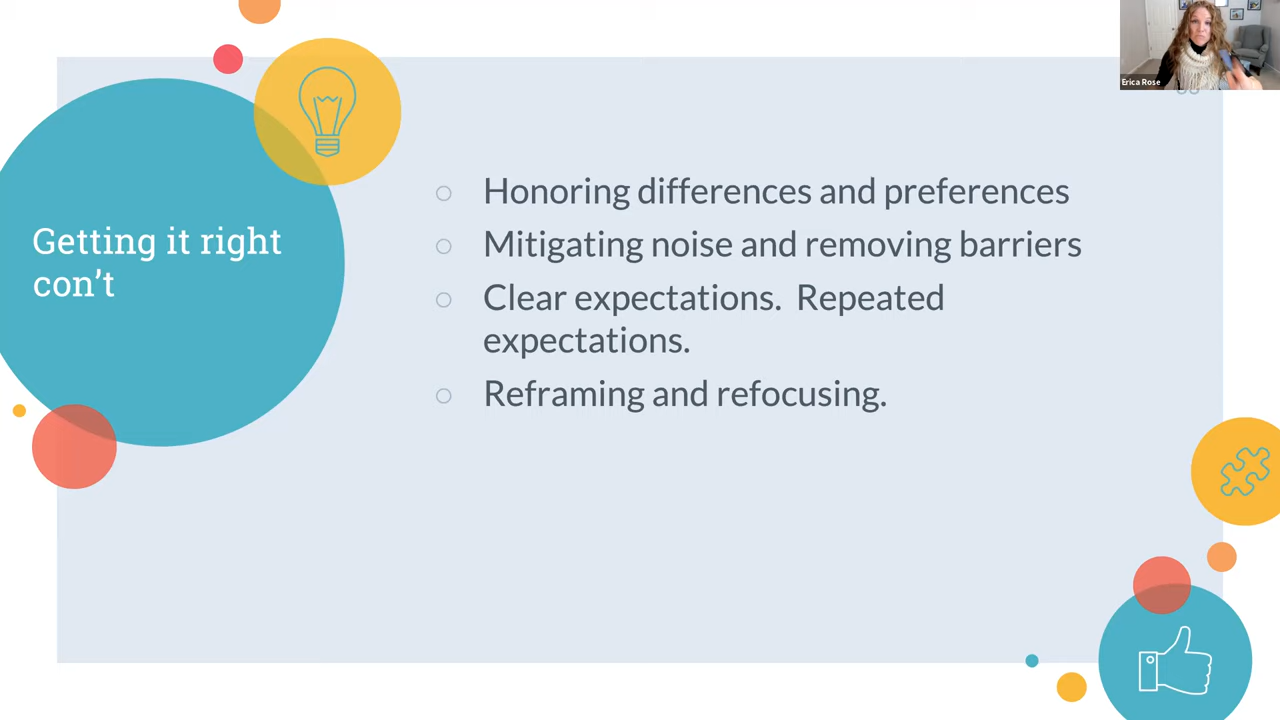 Erica Rose
Getting it right
con’t
Honoring differences and preferences
Mitigating noise and removing barriers
Clear expectations.  Repeated
expectations.
Reframing and refocusing.